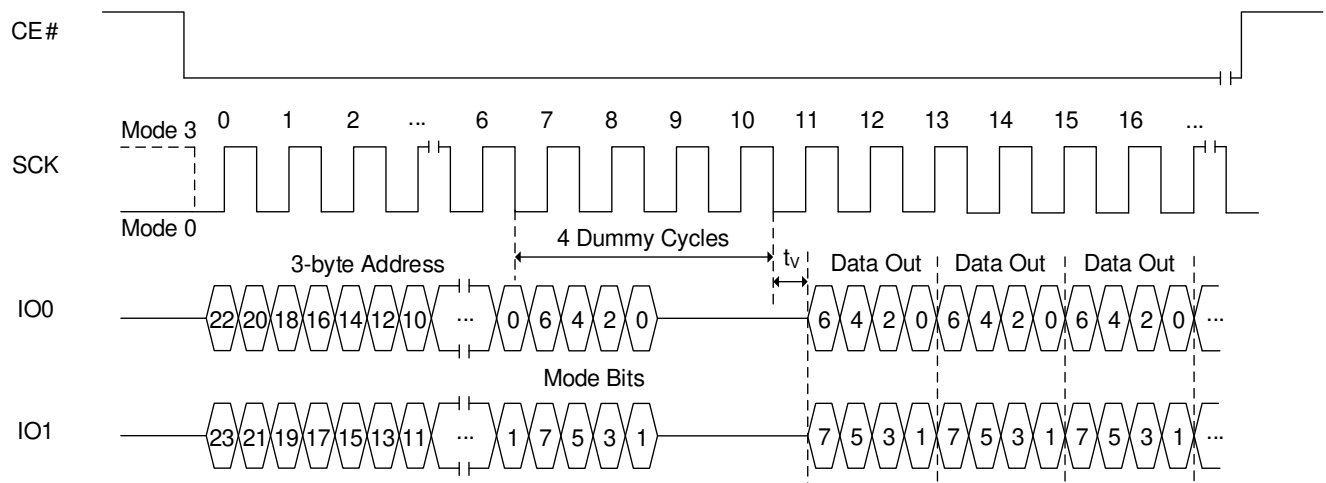 CE#
0 1 2 ... 6 7 8 9 10 11 12 13 14 15 16 ...
Mode 3
SCK
Mode 0
4 Dummy Cycles
3-byte Address
tV
Data Out Data Out Data Out
IO0
22 20 18 16 14 12 10 ... 0 6 4 2 0 6 4 2 0 6 4 2 0 6 4 2 0 ...
Mode Bits
IO1
23 21 19 17 15 13 11 ... 1 7 5 3 1 7 5 3 1 7 5 3 1 7 5 3 1 ...